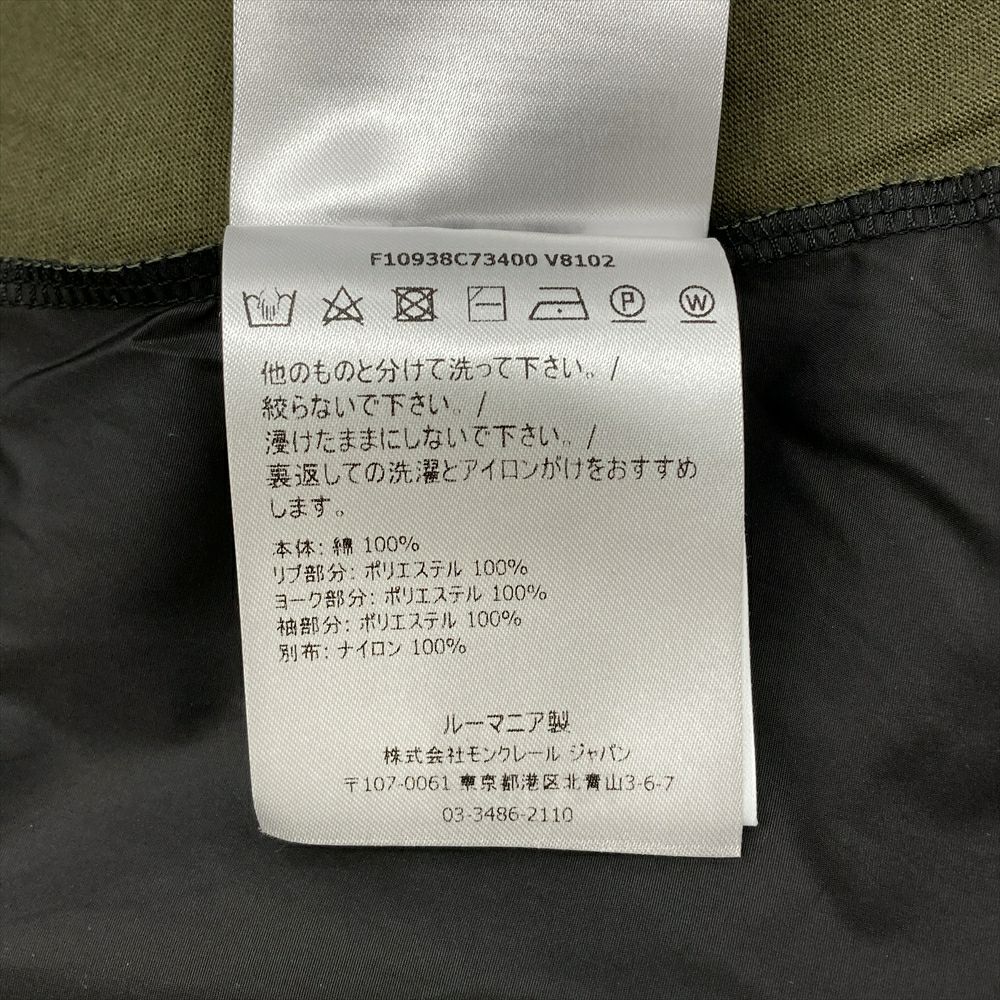 F10938C73400 V8102
P W
他のものと分けて洗って下さい。/
絞らないで下さい。/
浸けたままにしないで下さい。/
裏返しての洗濯とアイロンがけをおすすめ
します。
本体: 綿 100%
リブ部分: ポリエステル 100%
ヨーク部分: ポリエステル 100%
袖部分: ポリエステル 100%
別布: ナイロン 100%
ルーマニア製
株式会社モンクレール ジャパン
〒107-0061 東京都港区北青山3-6-7
03-3486-2110